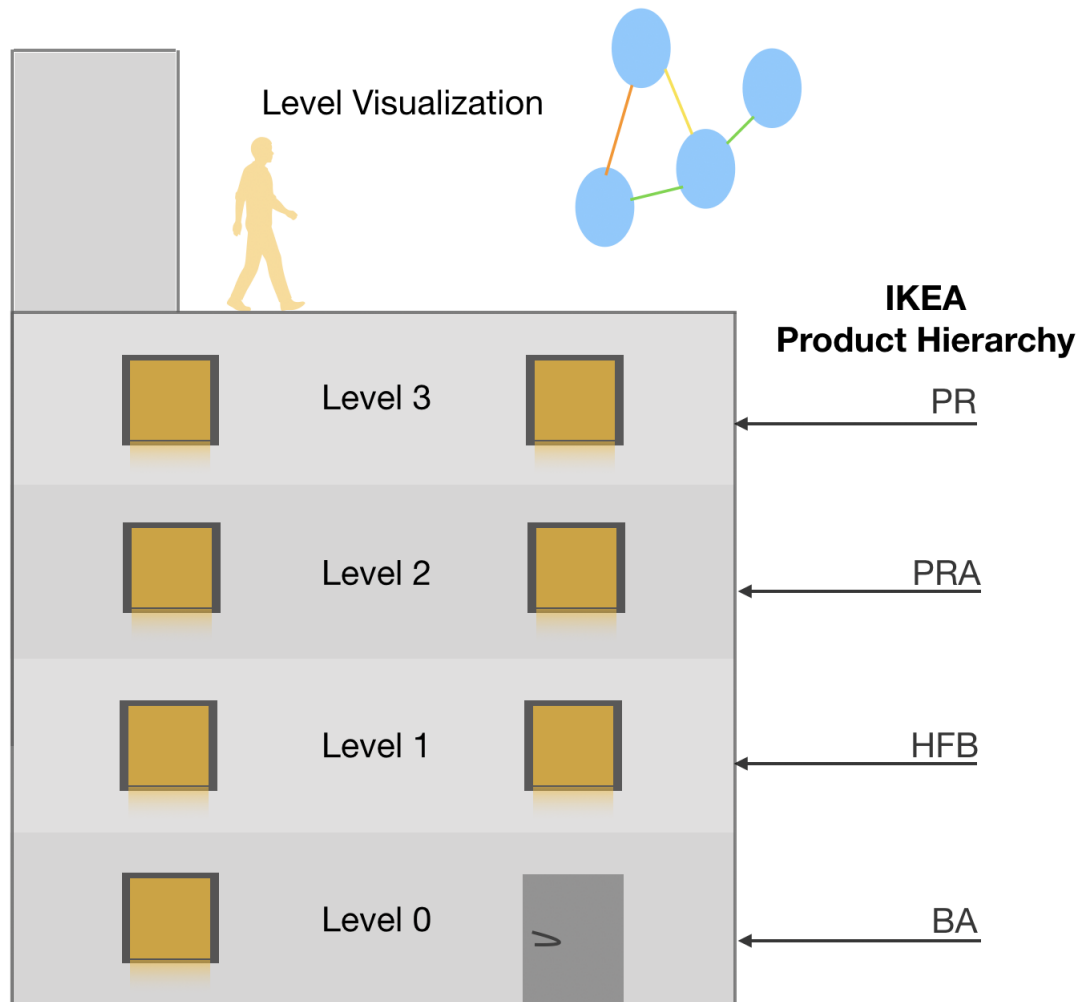 Level Visualization
IKEA
Product Hierarchy
Level 3
PR
Level 2
PRA
Level 1
HFB
Level 0
BA